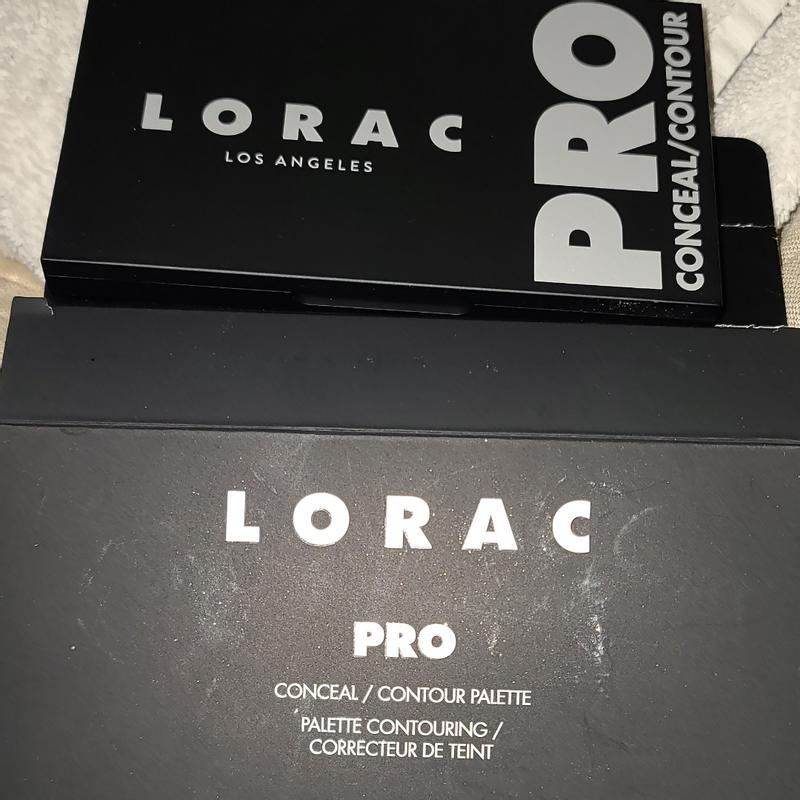 LORAC
LOS ANGELES
PRO
CONCEAL/CONTOUR
LORAC
PRO
CONCEAL / CONTOUR PALETTE
PALETTE CONTOURING /
CORRECTEUR DE TEINT